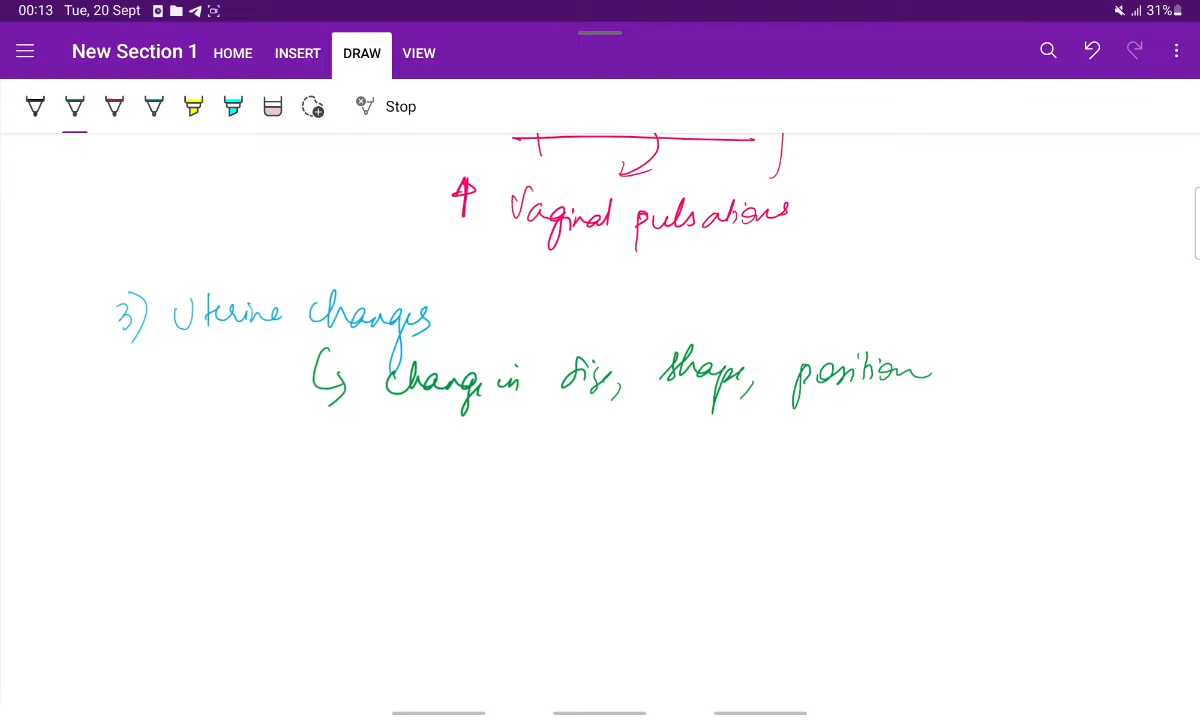 00:13 Tue, 20 Sept 31%
New Section 1 HOME INSERT DRAW VIEW
Stop
↑ Vaginal pulsations
3) Uterine changes
↳ change in size, shape, position